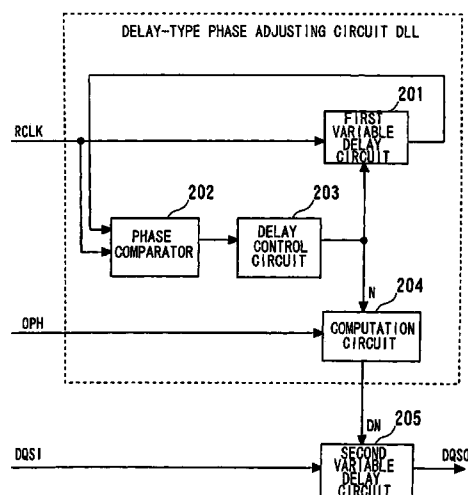 DELAY-TYPE PHASE ADJUSTING CIRCUIT DLL
201
RCLK
FIRST
VARIABLE
DELAY
CIRCUIT
202
203
PHASE
COMPARATOR
DELAY
CONTROL
CIRCUIT
N
204
OPH
COMPUTATION
CIRCUIT
DN
205
DQSI
SECOND
VARIABLE
DELAY
CIRCUIT
DQSO